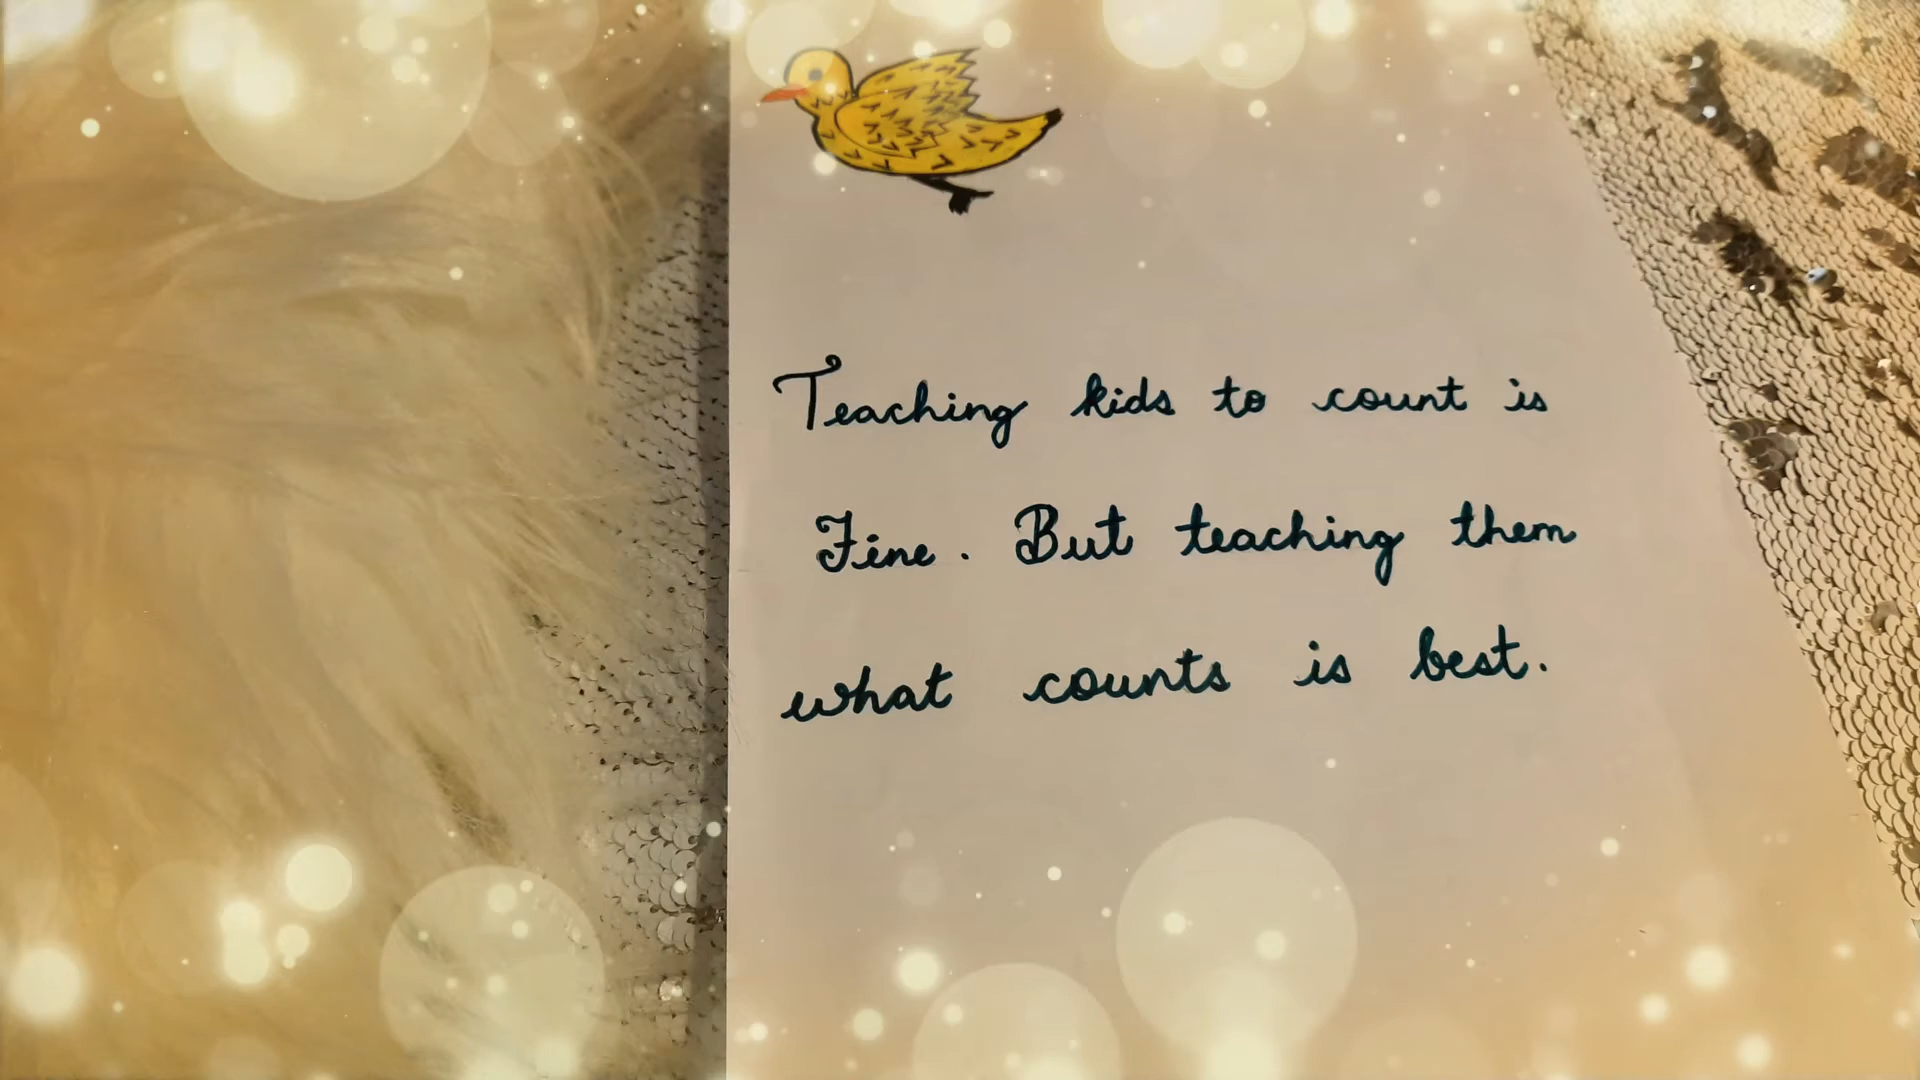 Teaching kids to count is
Fine. But teaching them
what counts is best.